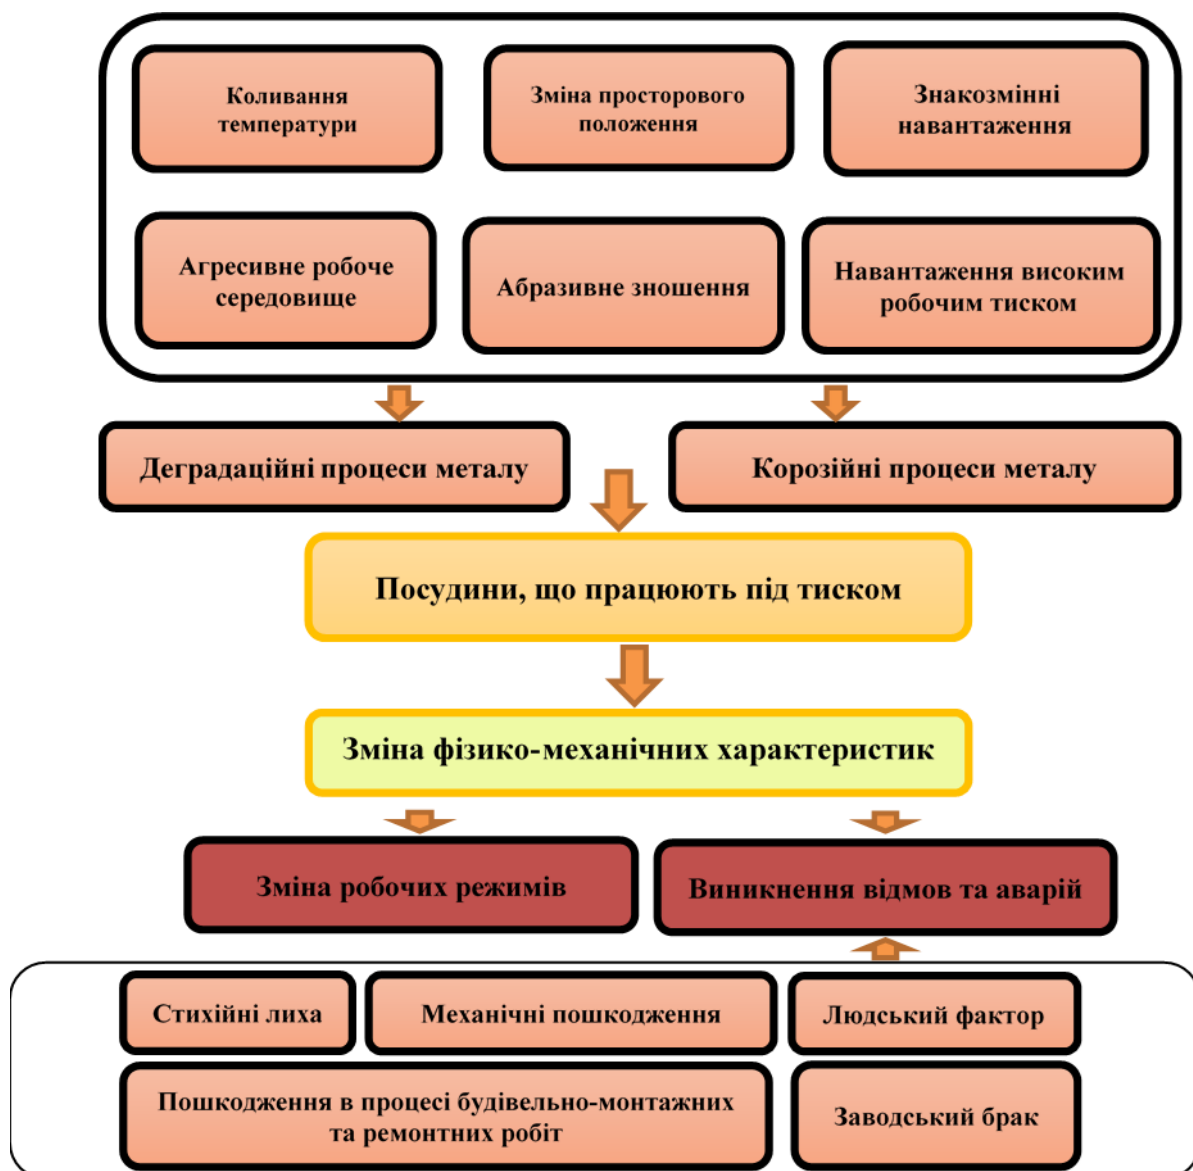 Коливання
температури
Зміна просторового
положення
Знакозмінні
навантаження
Агресивне робоче
середовище
Абразивне зношення
Навантаження високим
робочим тиском
Деградаційні процеси металу
Корозійні процеси металу
Посудини, що працюють під тиском
Зміна фізико-механічних характеристик
Зміна робочих режимів
Виникнення відмов та аварій
Стихійні лиха
Механічні пошкодження
Людський фактор
Пошкодження в процесі будівельно-монтажних
та ремонтних робіт
Заводський брак